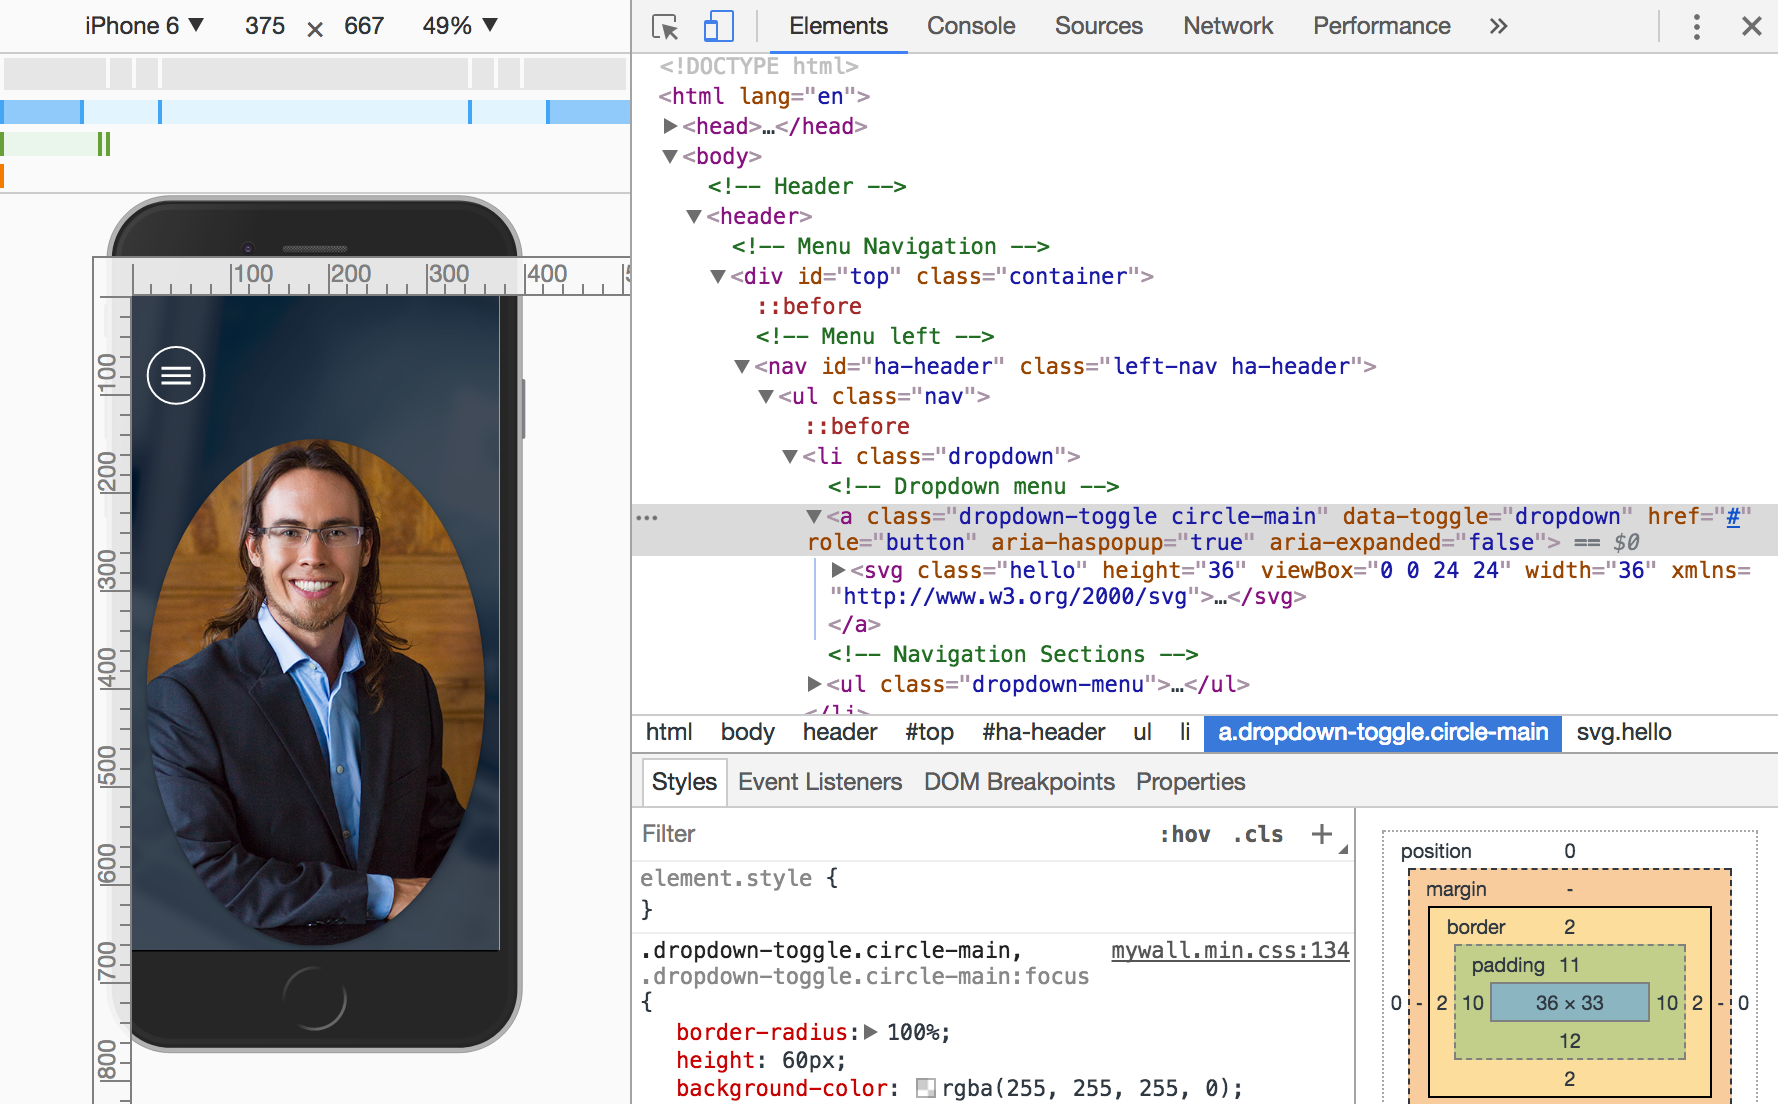 iPhone 6 ▼ 375 × 667 49% ▼
Elements Console Sources Network Performance »
100 200 300 400
100
200
300
400
500
600
700
800
<!DOCTYPE html>
<html lang="en">
▶<head>…</head>
▼<body>
<!-- Header -->
▼<header>
<!-- Menu Navigation -->
▼<div id="top" class="container">
::before
<!-- Menu left -->
▼<nav id="ha-header" class="left-nav ha-header">
▼<ul class="nav">
::before
▼<li class="dropdown">
<!-- Dropdown menu -->
… ▼<a class="dropdown-toggle circle-main" data-toggle="dropdown" href="#"
role="button" aria-haspopup="true" aria-expanded="false"> == $0
▶<svg class="hello" height="36" viewBox="0 0 24 24" width="36" xmlns=
"http://www.w3.org/2000/svg">…</svg>
</a>
<!-- Navigation Sections -->
▶<ul class="dropdown-menu">…</ul>
</li>
html body header #top #ha-header ul li a.dropdown-toggle.circle-main svg.hello
Styles Event Listeners DOM Breakpoints Properties
Filter :hov .cls +
element.style {
}
.dropdown-toggle.circle-main, mywall.min.css:134
.dropdown-toggle.circle-main:focus
{
border-radius:▶ 100%;
height: 60px;
background-color: rgba(255, 255, 255, 0);
position 0
margin -
border 2
padding 11
0 - 2 10 36 × 33 10 2 - 0
12
2